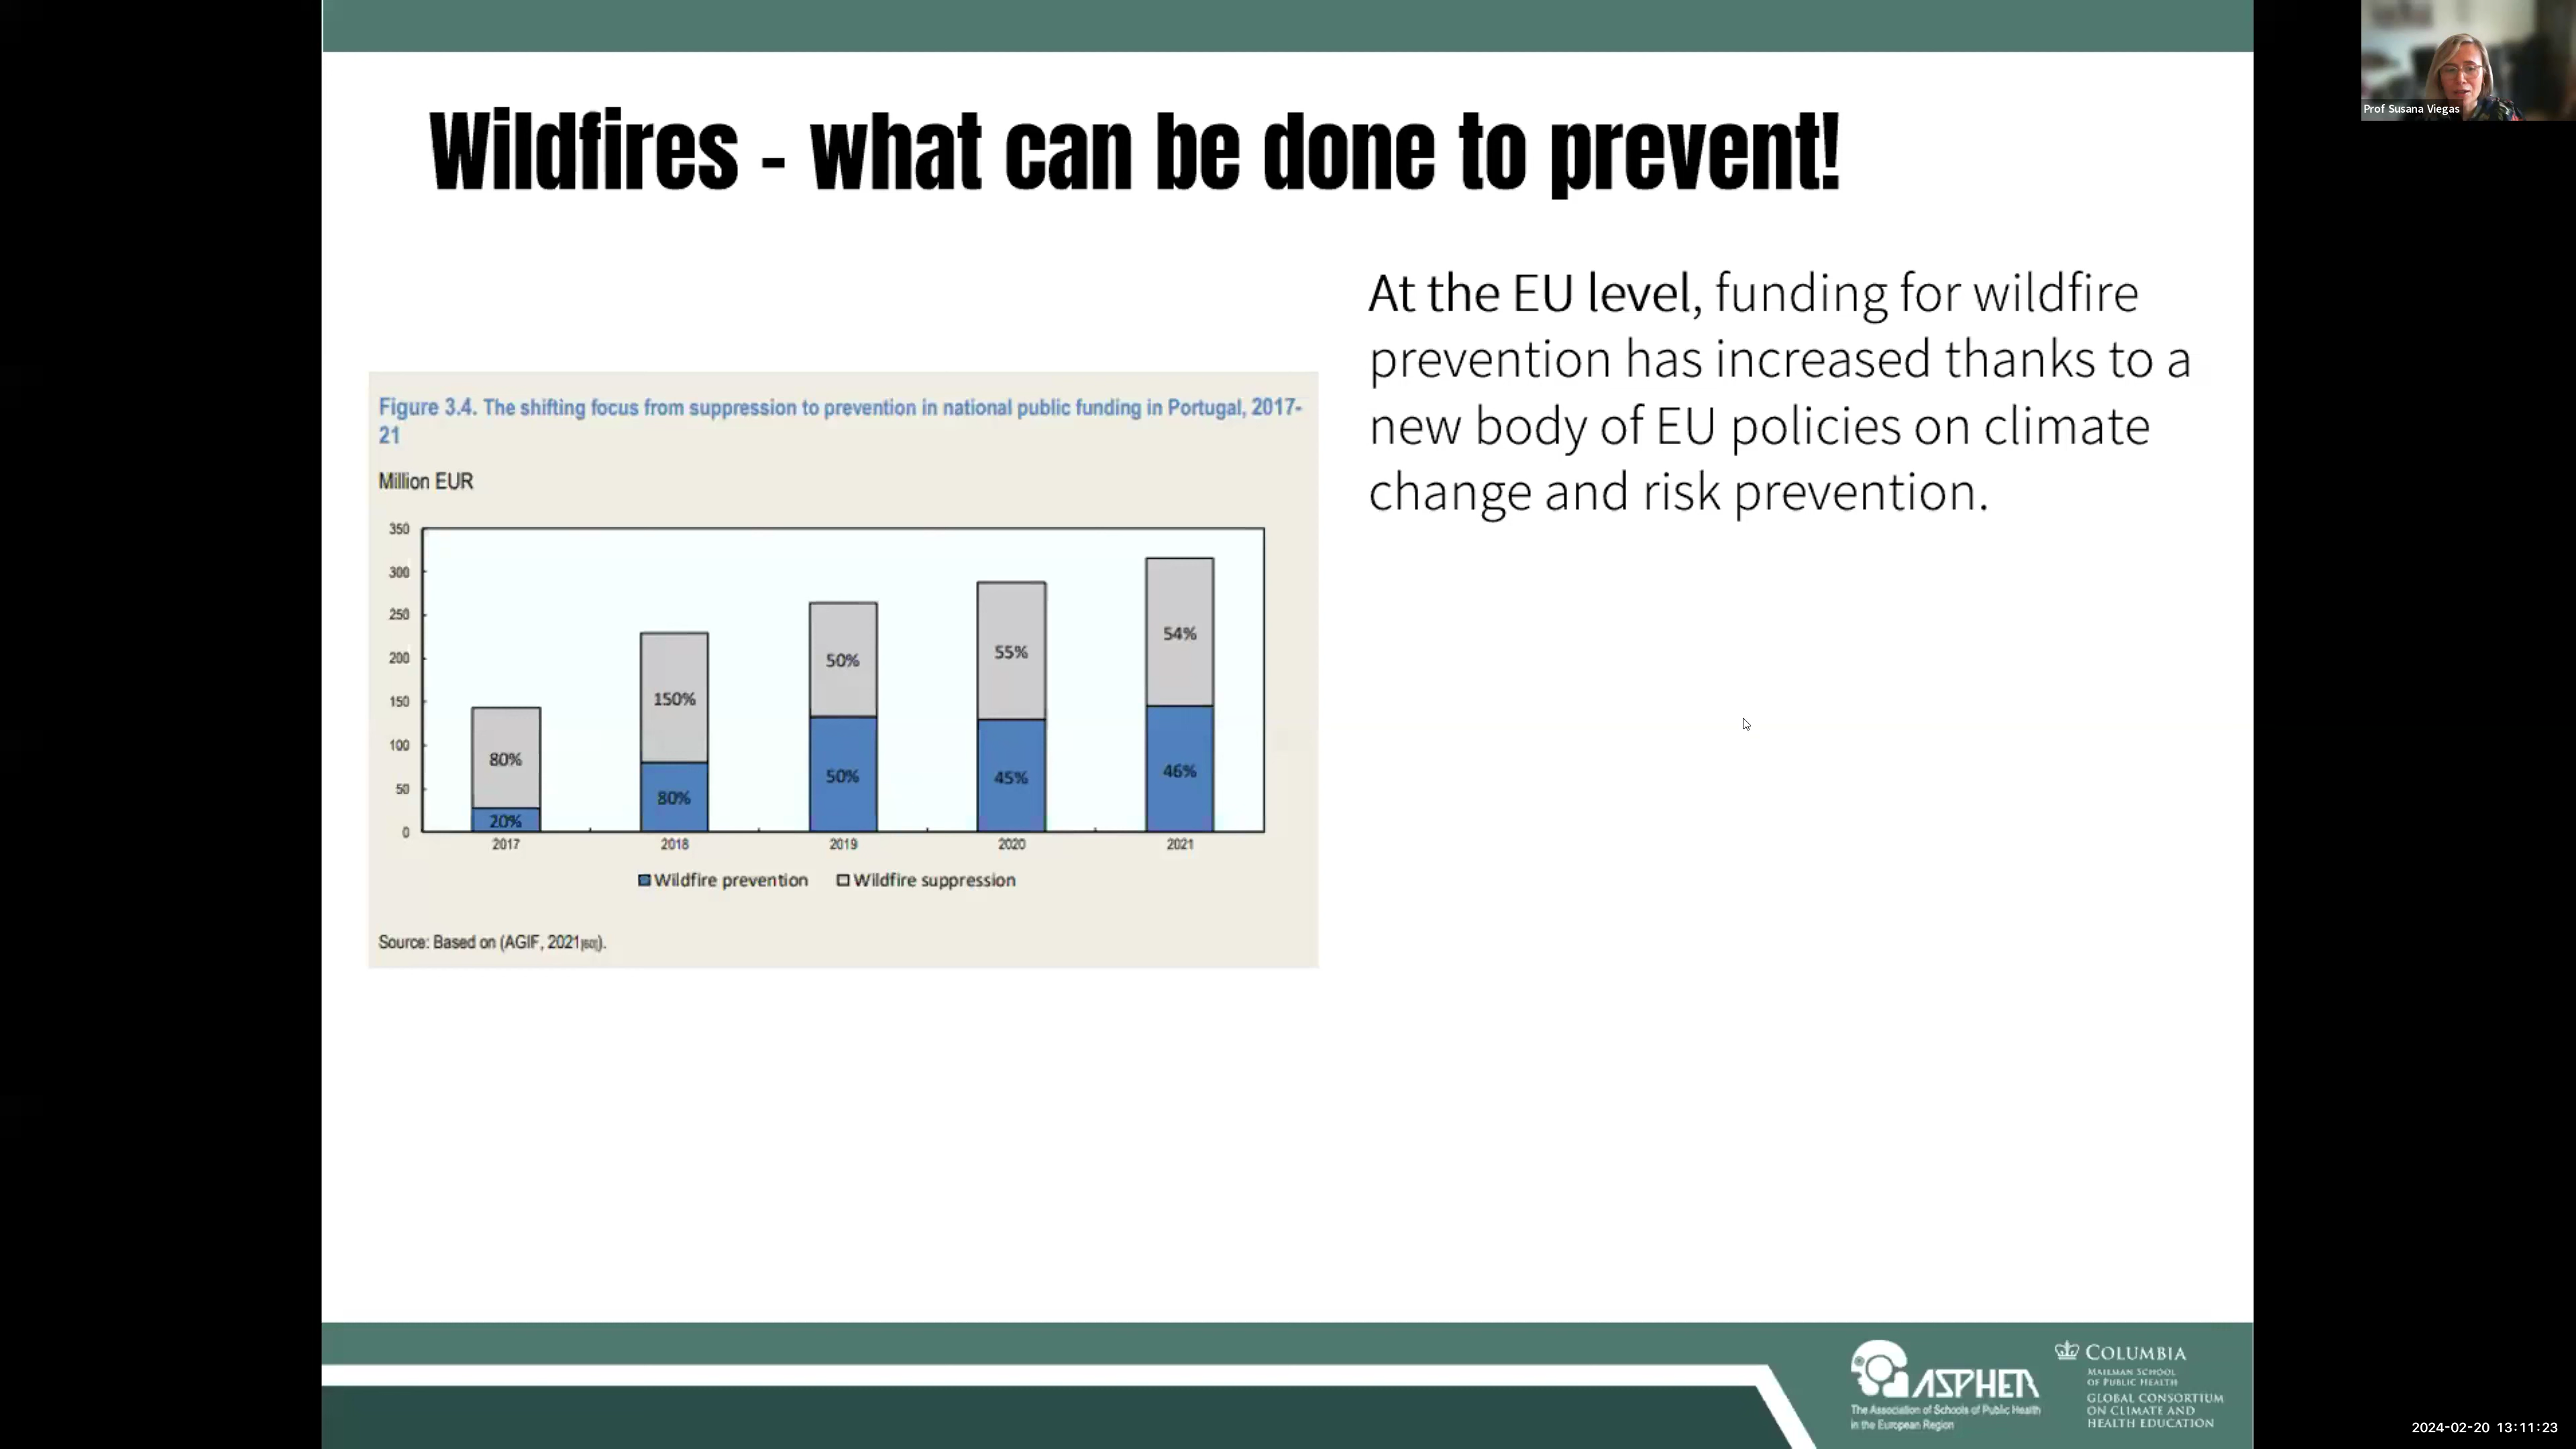 Prof Susana Viegas
Wildfires - what can be done to prevent!
At the EU level, funding for wildfire
prevention has increased thanks to a
new body of EU policies on climate
change and risk prevention.
Figure 3.4. The shifting focus from suppression to prevention in national public funding in Portugal, 2017-
21
Million EUR
350
300
250
200
150
100
50
0
80%
20%
150%
80%
50%
50%
55%
45%
54%
46%
2017 2018 2019 2020 2021
Wildfire prevention Wildfire suppression
Source: Based on (AGIF, 2021[60]).
ASPHER
The Association of Schools of Public Health
in the European Region
COLUMBIA
MAILMAN SCHOOL
OF PUBLIC HEALTH
GLOBAL CONSORTIUM
ON CLIMATE AND
HEALTH EDUCATION
2024-02-20 13:11:23